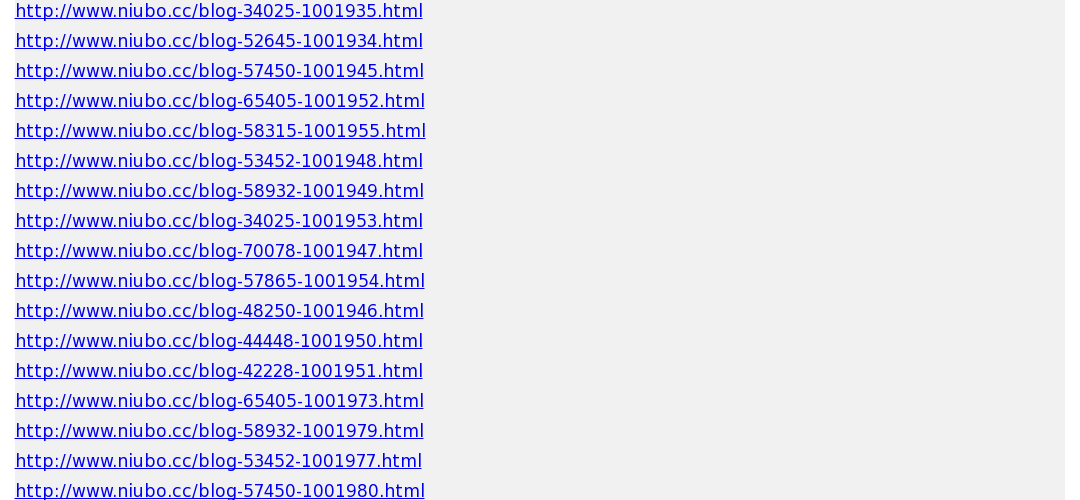 http://www.niubo.cc/blog-34025-1001935.html
http://www.niubo.cc/blog-52645-1001934.html
http://www.niubo.cc/blog-57450-1001945.html
http://www.niubo.cc/blog-65405-1001952.html
http://www.niubo.cc/blog-58315-1001955.html
http://www.niubo.cc/blog-53452-1001948.html
http://www.niubo.cc/blog-58932-1001949.html
http://www.niubo.cc/blog-34025-1001953.html
http://www.niubo.cc/blog-70078-1001947.html
http://www.niubo.cc/blog-57865-1001954.html
http://www.niubo.cc/blog-48250-1001946.html
http://www.niubo.cc/blog-44448-1001950.html
http://www.niubo.cc/blog-42228-1001951.html
http://www.niubo.cc/blog-65405-1001973.html
http://www.niubo.cc/blog-58932-1001979.html
http://www.niubo.cc/blog-53452-1001977.html
http://www.niubo.cc/blog-57450-1001980.html